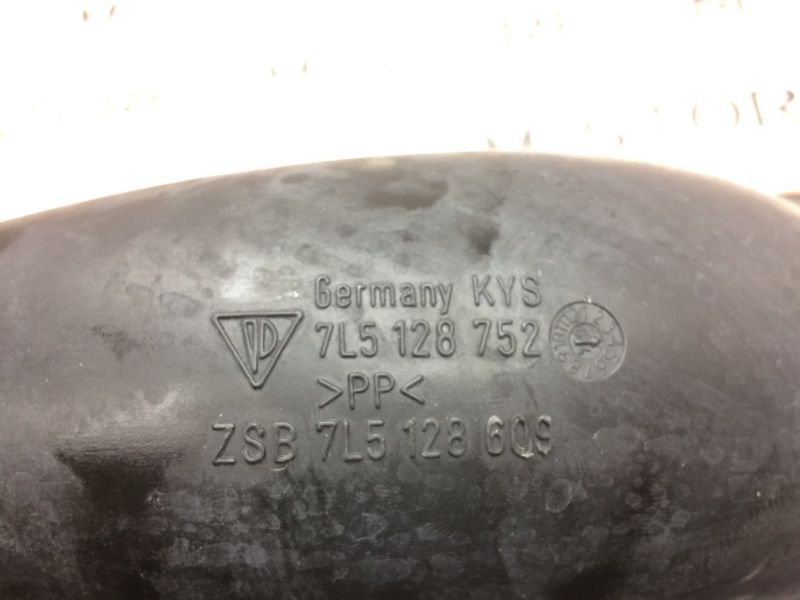 Germany KYS
7L5 128 752
>PP<
ZSB 7L5 128 609